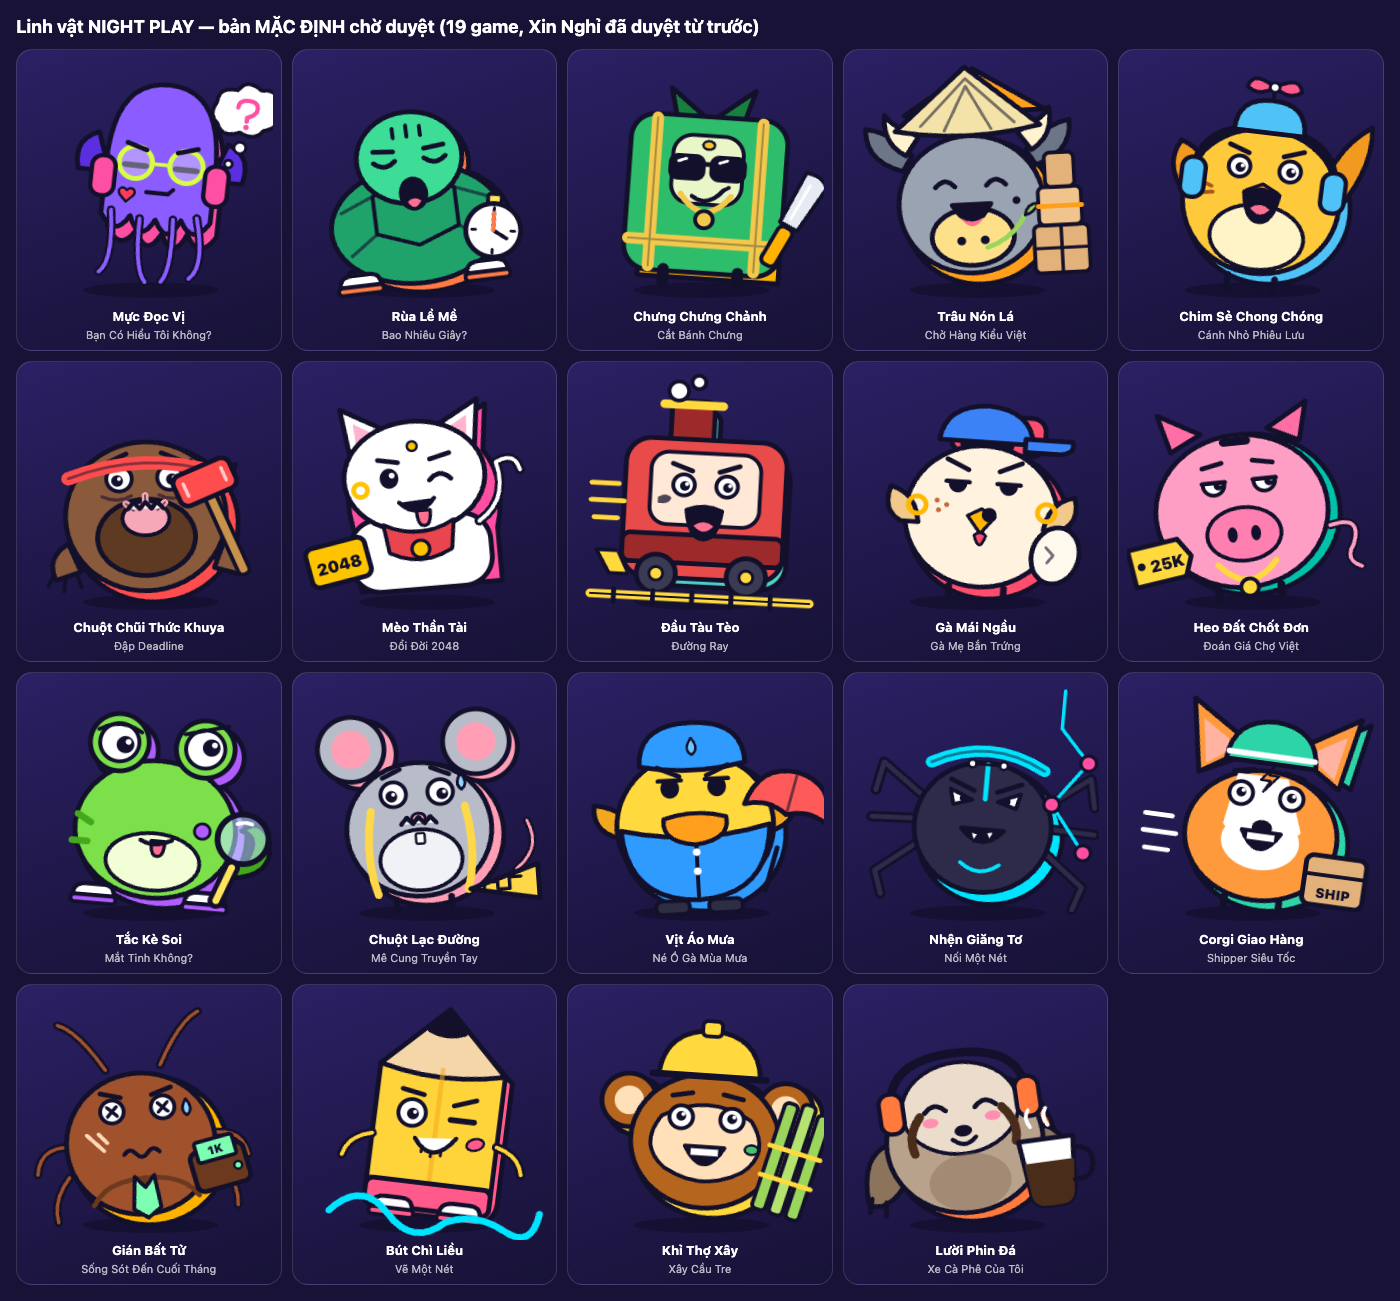 Linh vật NIGHT PLAY — bản MẶC ĐỊNH chờ duyệt (19 game, Xin Nghỉ đã duyệt từ trước)
?
Mực Đọc Vị
Bạn Có Hiểu Tôi Không?
Rùa Lề Mề
Bao Nhiêu Giây?
Chưng Chưng Chảnh
Cắt Bánh Chưng
Trâu Nón Lá
Chở Hàng Kiểu Việt
Chim Sẻ Chong Chóng
Cánh Nhỏ Phiêu Lưu
Chuột Chũi Thức Khuya
Đập Deadline
2048
Mèo Thần Tài
Đổi Đời 2048
Đầu Tàu Tèo
Đường Ray
Gà Mái Ngầu
Gà Mẹ Bắn Trứng
25K
Heo Đất Chốt Đơn
Đoán Giá Chợ Việt
Tắc Kè Soi
Mắt Tinh Không?
Chuột Lạc Đường
Mê Cung Truyền Tay
Vịt Áo Mưa
Né Ổ Gà Mùa Mưa
Nhện Giăng Tơ
Nối Một Nét
SHIP
Corgi Giao Hàng
Shipper Siêu Tốc
1K
Gián Bất Tử
Sống Sót Đến Cuối Tháng
Bút Chì Liều
Vẽ Một Nét
Khỉ Thợ Xây
Xây Cầu Tre
Lười Phin Đá
Xe Cà Phê Của Tôi